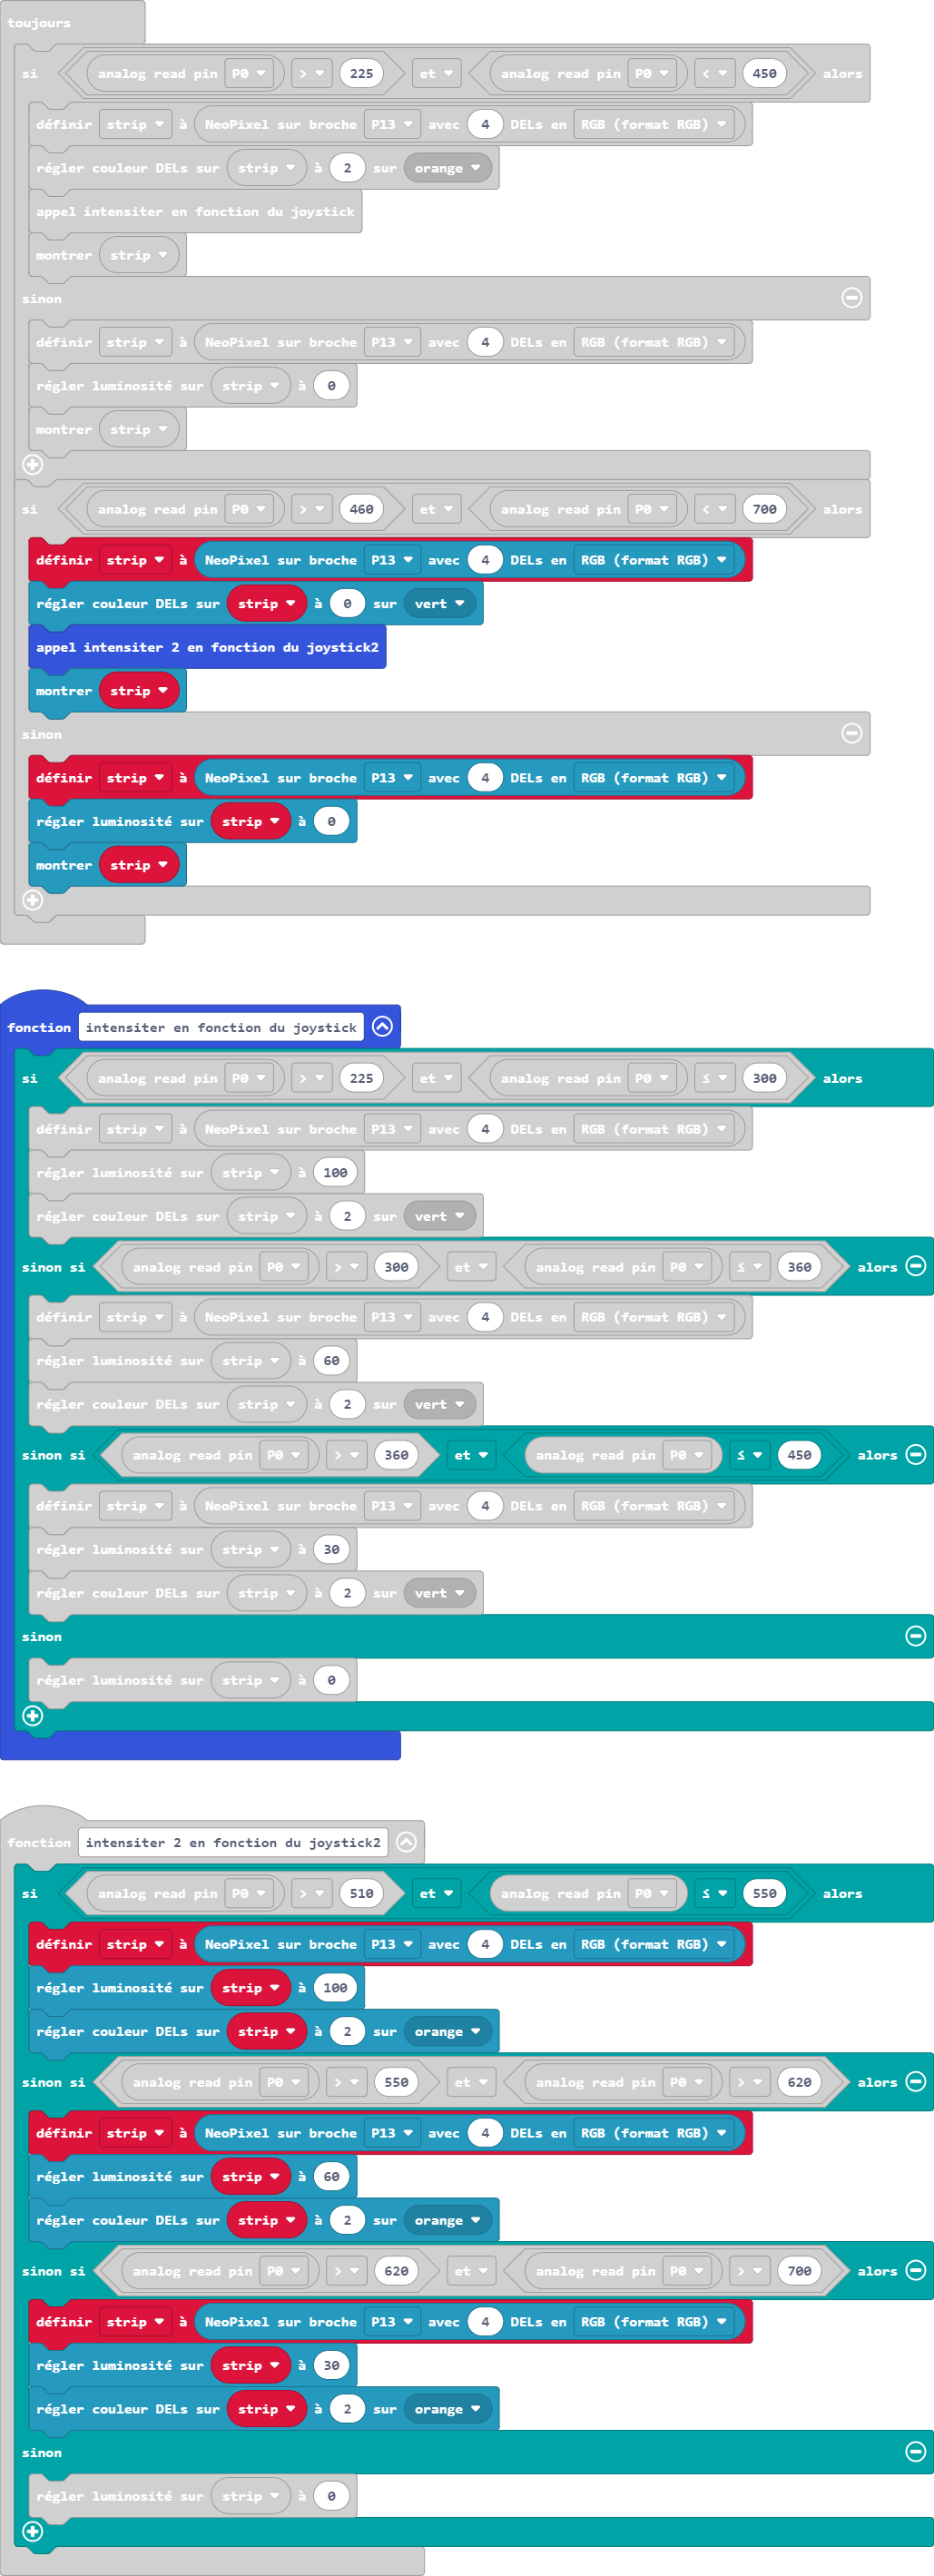 toujours
si analog read pin P0 > 225 et analog read pin P0 < 450 alors
définir strip à NeoPixel sur broche P13 avec 4 DELs en RGB (format RGB)
régler couleur DELs sur strip à 2 sur orange
appel intensiter en fonction du joystick
montrer strip
sinon
définir strip à NeoPixel sur broche P13 avec 4 DELs en RGB (format RGB)
régler luminosité sur strip à 0
montrer strip
si analog read pin P0 > 460 et analog read pin P0 < 700 alors
définir strip à NeoPixel sur broche P13 avec 4 DELs en RGB (format RGB)
régler couleur DELs sur strip à 0 sur vert
appel intensiter 2 en fonction du joystick2
montrer strip
sinon
définir strip à NeoPixel sur broche P13 avec 4 DELs en RGB (format RGB)
régler luminosité sur strip à 0
montrer strip
fonction intensiter en fonction du joystick
si analog read pin P0 > 225 et analog read pin P0 ≤ 300 alors
définir strip à NeoPixel sur broche P13 avec 4 DELs en RGB (format RGB)
régler luminosité sur strip à 100
régler couleur DELs sur strip à 2 sur vert
sinon si analog read pin P0 > 300 et analog read pin P0 ≤ 360 alors
définir strip à NeoPixel sur broche P13 avec 4 DELs en RGB (format RGB)
régler luminosité sur strip à 60
régler couleur DELs sur strip à 2 sur vert
sinon si analog read pin P0 > 360 et analog read pin P0 ≤ 450 alors
définir strip à NeoPixel sur broche P13 avec 4 DELs en RGB (format RGB)
régler luminosité sur strip à 30
régler couleur DELs sur strip à 2 sur vert
sinon
régler luminosité sur strip à 0
fonction intensiter 2 en fonction du joystick2
si analog read pin P0 > 510 et analog read pin P0 ≤ 550 alors
définir strip à NeoPixel sur broche P13 avec 4 DELs en RGB (format RGB)
régler luminosité sur strip à 100
régler couleur DELs sur strip à 2 sur orange
sinon si analog read pin P0 > 550 et analog read pin P0 > 620 alors
définir strip à NeoPixel sur broche P13 avec 4 DELs en RGB (format RGB)
régler luminosité sur strip à 60
régler couleur DELs sur strip à 2 sur orange
sinon si analog read pin P0 > 620 et analog read pin P0 > 700 alors
définir strip à NeoPixel sur broche P13 avec 4 DELs en RGB (format RGB)
régler luminosité sur strip à 30
régler couleur DELs sur strip à 2 sur orange
sinon
régler luminosité sur strip à 0